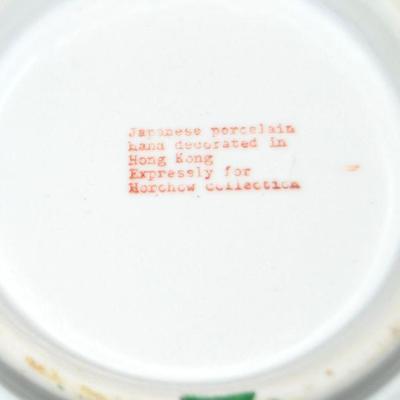 Japanese porcelain
hand decorated in
Hong Kong
Expressly for
Horchow collection